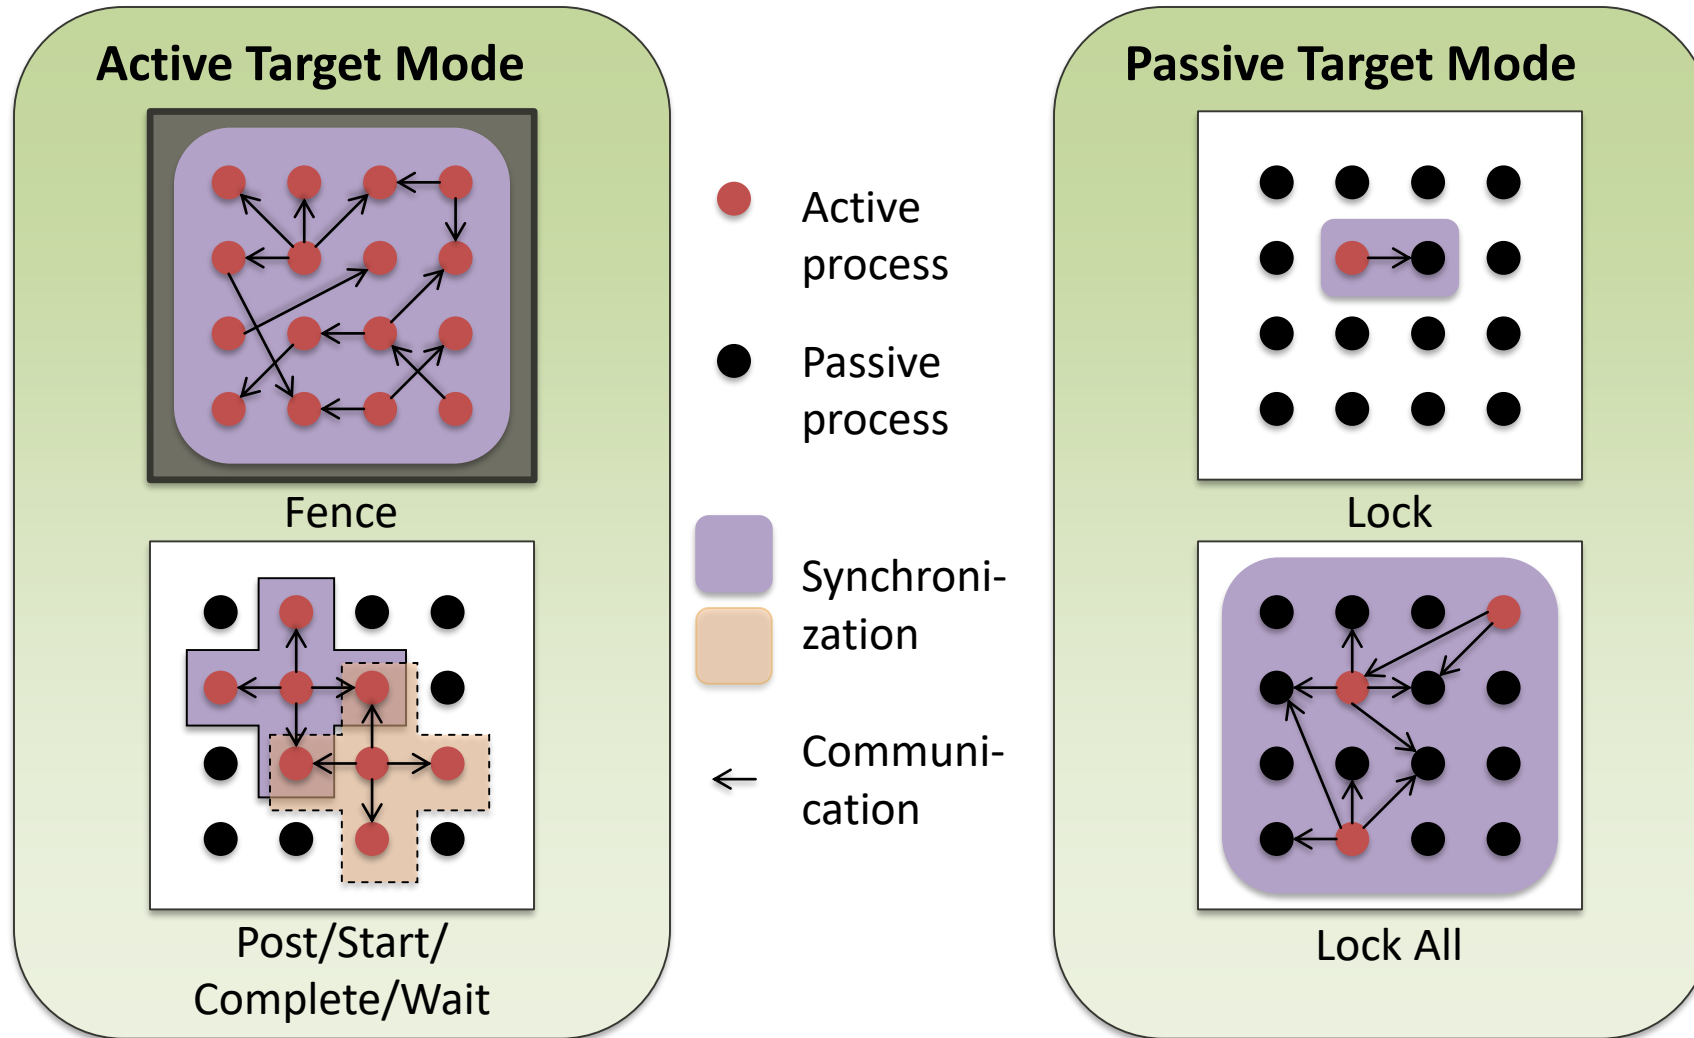 Active Target Mode
Fence
Post/Start/
Complete/Wait
Active
process
Passive
process
Synchroni-
zation
Communi-
cation
Passive Target Mode
Lock
Lock All